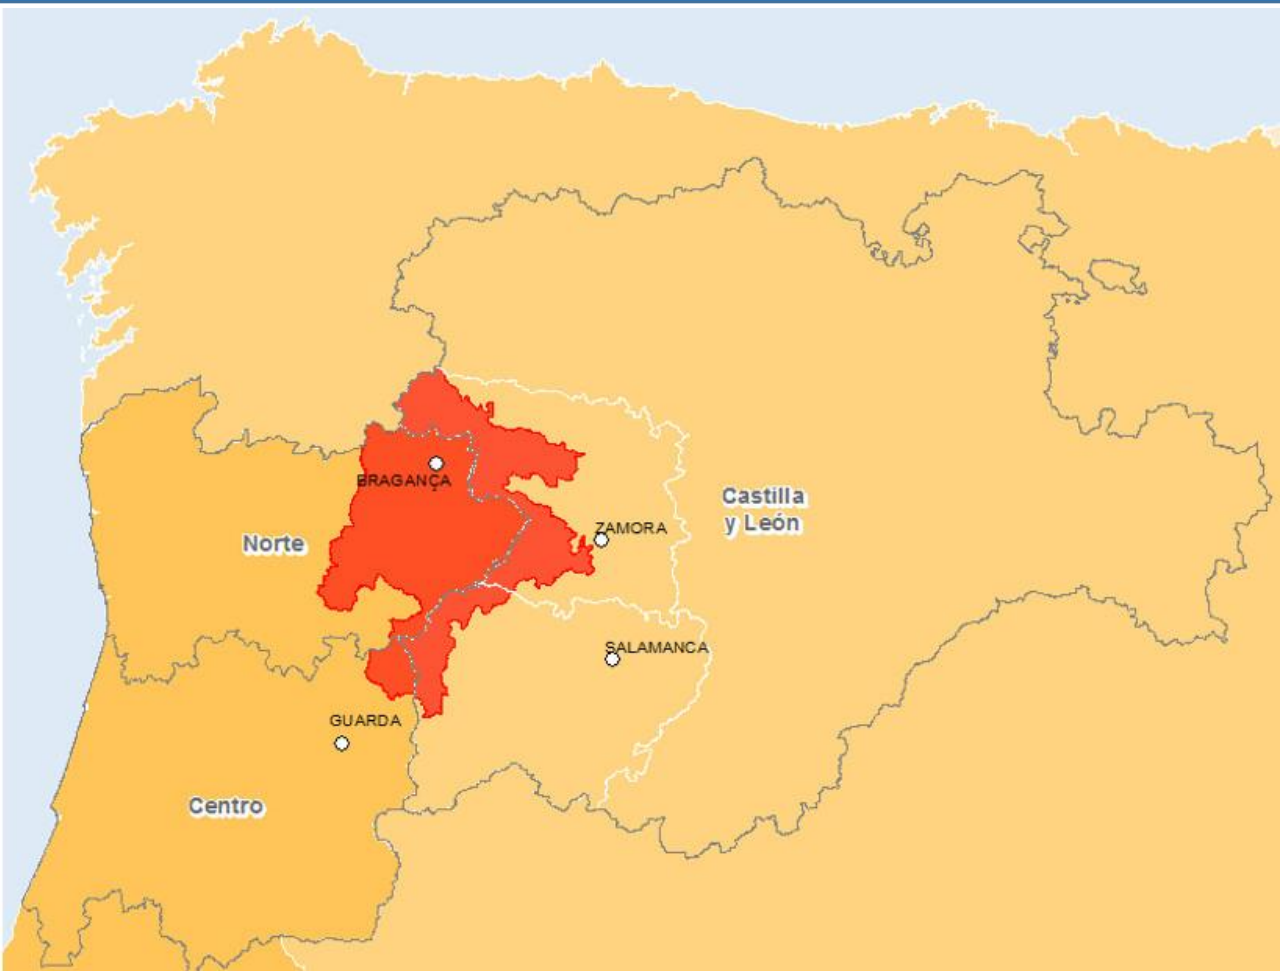 BRAGANÇA
Castilla
y León
ZAMORA
Norte
SALAMANCA
GUARDA
Centro